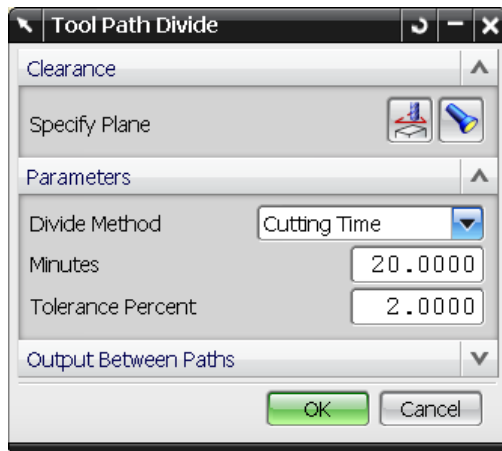 Tool Path Divide
Clearance
Specify Plane
Parameters
Divide Method Cutting Time
Minutes 20.0000
Tolerance Percent 2.0000
Output Between Paths
OK Cancel